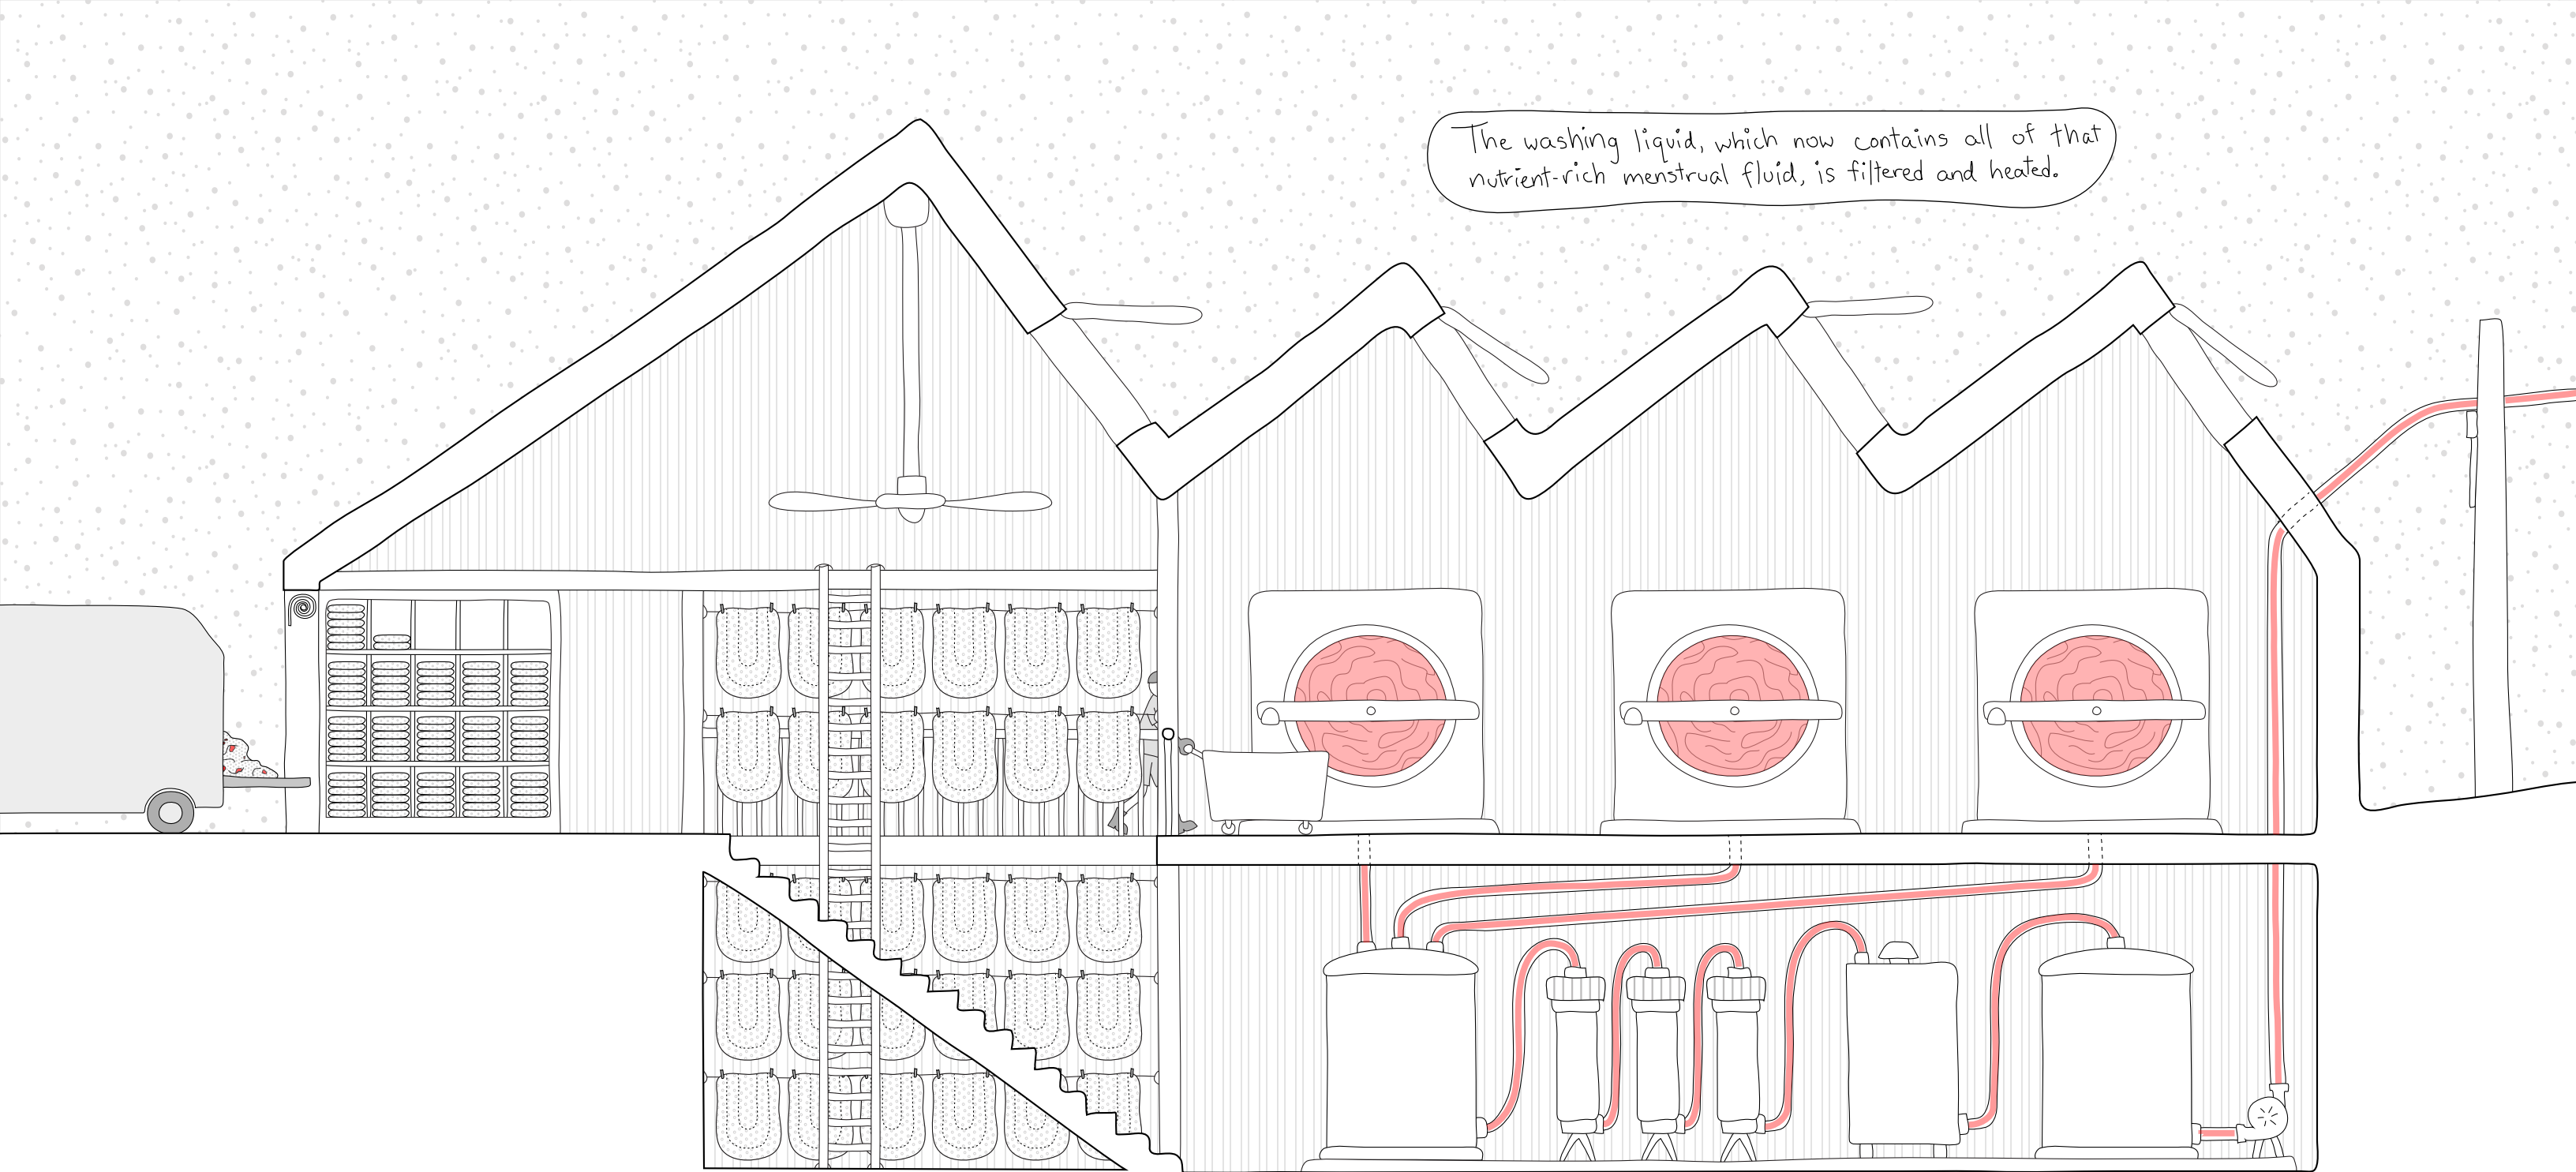 The washing liquid, which now contains all of that
nutrient-rich menstrual fluid, is filtered and heated.